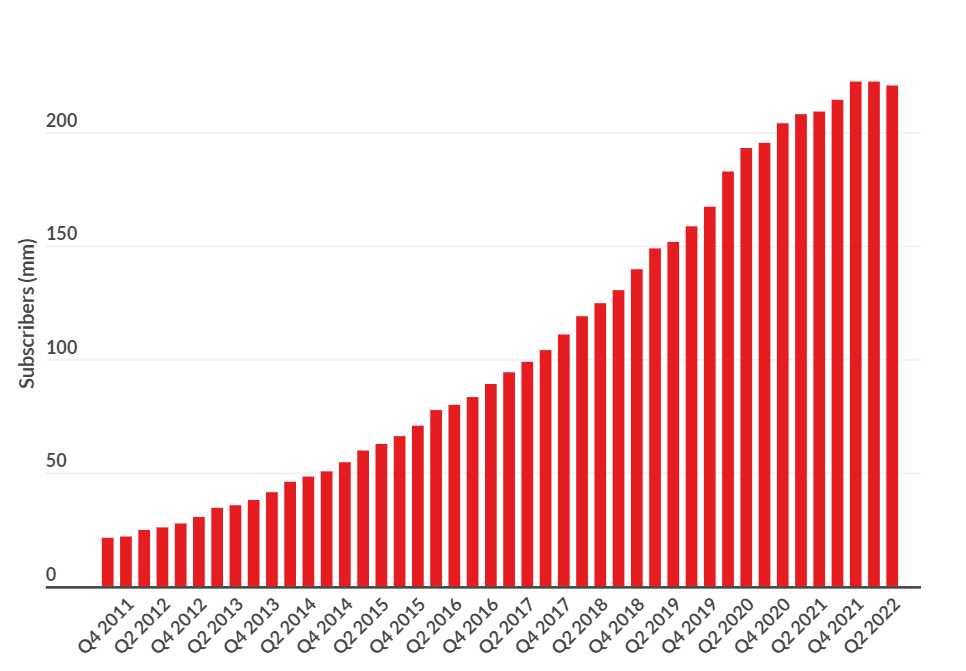 200
150
100
50
0
Subscribers (mm)
Q4 2011
Q2 2012
Q4 2012
Q2 2013
Q4 2013
Q2 2014
Q4 2014
Q2 2015
Q4 2015
Q2 2016
Q4 2016
Q2 2017
Q4 2017
Q2 2018
Q4 2018
Q2 2019
Q4 2019
Q2 2020
Q4 2020
Q2 2021
Q4 2021
Q2 2022